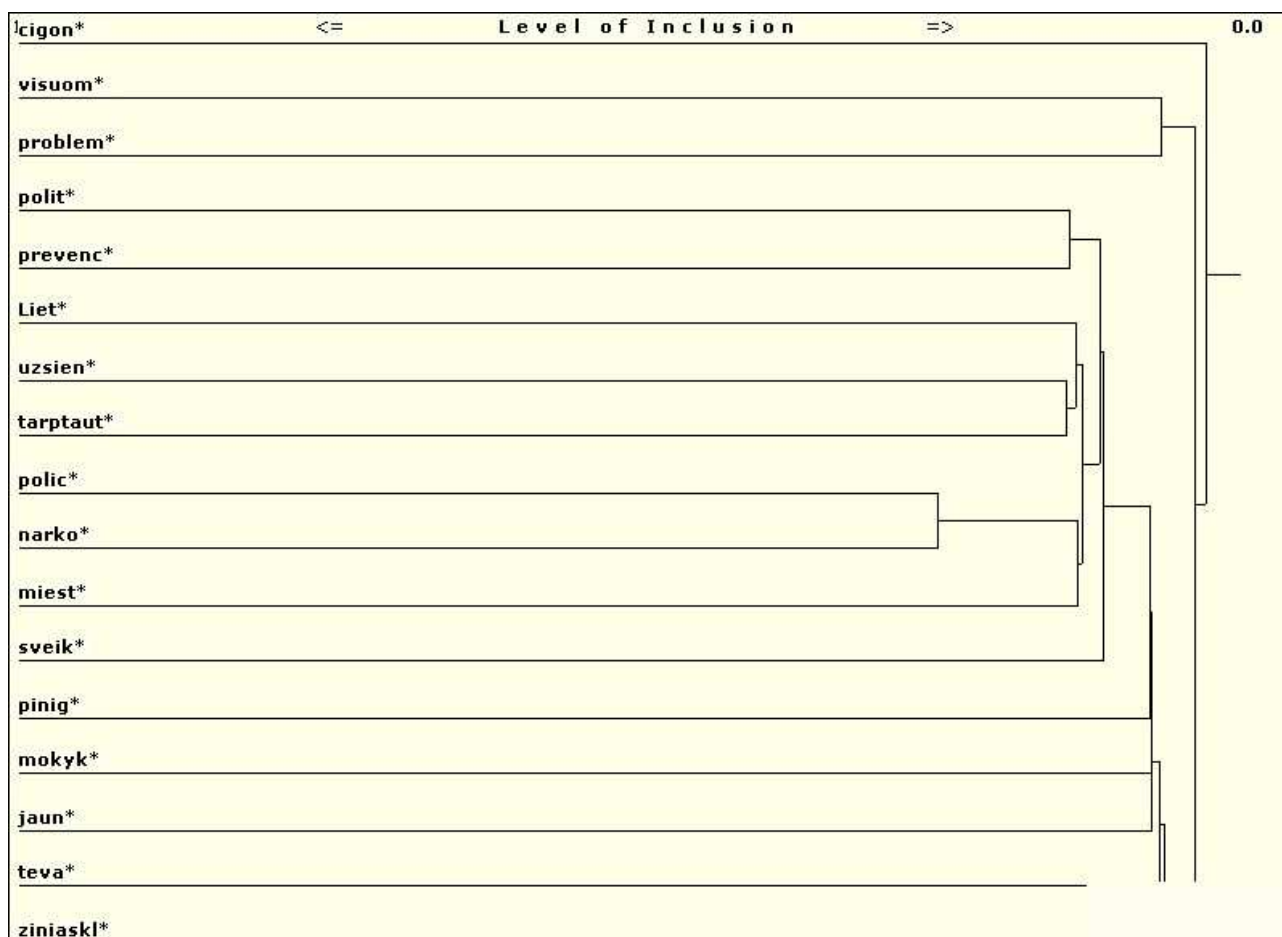 cigon* <= Level of Inclusion => 0.0
visuom*
problem*
polit*
prevenc*
Liet*
uzsien*
tarptaut*
polic*
narko*
miest*
sveik*
pinig*
mokyk*
jaun*
teva*
ziniaskl*